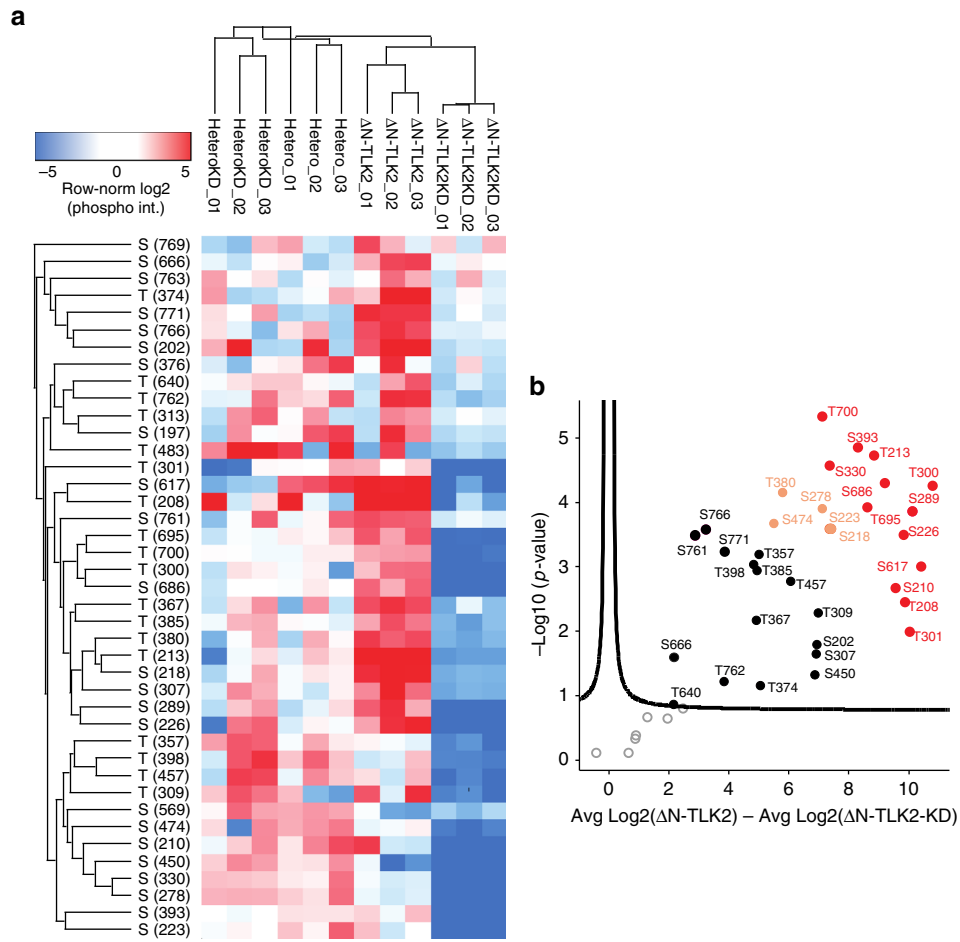 a
−5 0 5
Row-norm log2
(phospho int.)
HeteroKD_01
HeteroKD_02
HeteroKD_03
Hetero_01
Hetero_02
Hetero_03
ΔN-TLK2_01
ΔN-TLK2_02
ΔN-TLK2_03
ΔN-TLK2KD_01
ΔN-TLK2KD_02
ΔN-TLK2KD_03
S (769)
S (666)
S (763)
T (374)
S (771)
S (766)
S (202)
S (376)
T (640)
T (762)
T (313)
S (197)
T (483)
T (301)
S (617)
T (208)
S (761)
T (695)
T (700)
T (300)
S (686)
T (367)
T (385)
T (380)
T (213)
S (218)
S (307)
S (289)
S (226)
T (357)
T (398)
T (457)
T (309)
S (569)
S (474)
S (210)
S (450)
S (330)
S (278)
S (393)
S (223)
b
−Log10 (p-value)
5
4
3
2
1
0
T700
S393
T213
S330
T300
T380
S686
S289
S278
S474
S223
T695
S218
S226
S766
S761
S771
T357
T398
T385
S617
T457
S210
T208
T367
T309
T301
S202
S307
S666
S450
T762
T374
T640
0 2 4 6 8 10
Avg Log2(ΔN-TLK2) − Avg Log2(ΔN-TLK2-KD)